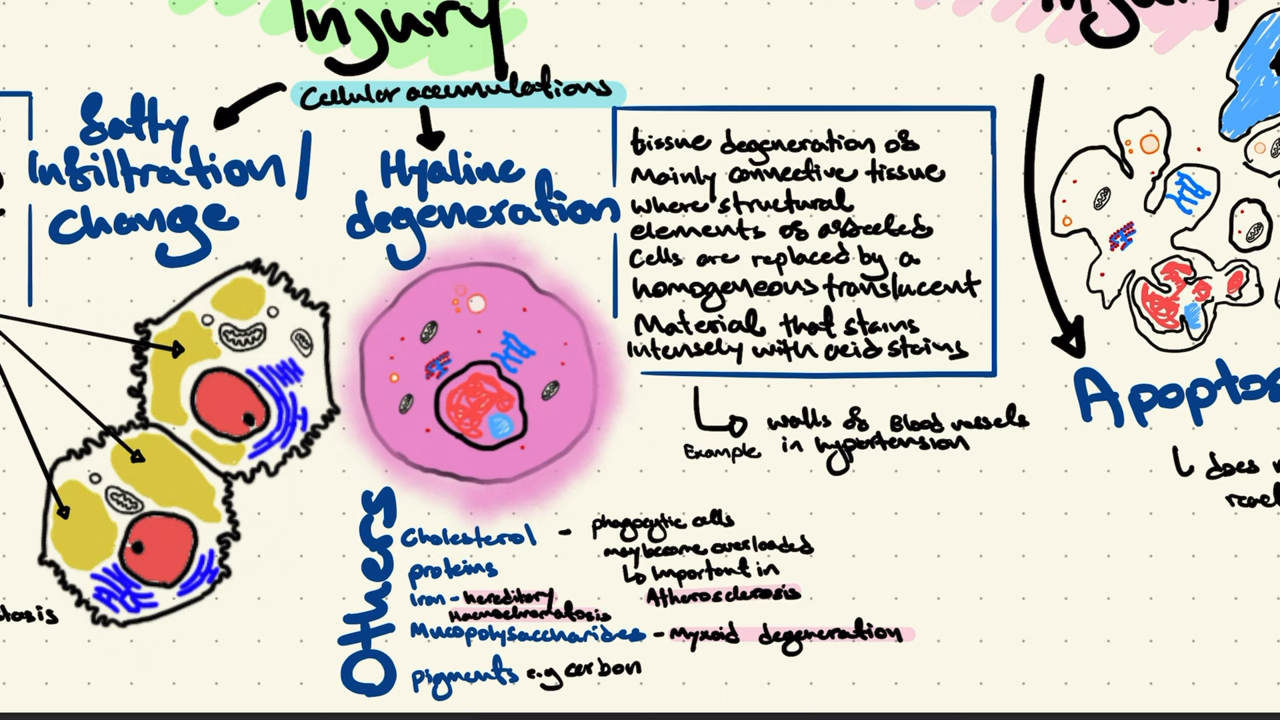 Injury
Injury
Cellular accumulations
Fatty
Infiltration/
change
Hyaline
degeneration
tissue degeneration of
mainly connective tissue
where structural
elements of affected
cells are replaced by a
homogeneous translucent
Material that stains
Intensely with acid stains
Example
walls of Blood vessels
in hypertension
Others
Cholesterol - phagocytic cells
may become overloaded
Important in
Atherosclerosis
proteins
Iron - hereditary
Haemochromatosis
Mucopolysaccharides - Myxoid degeneration
pigments e.g carbon
Apoptos
does